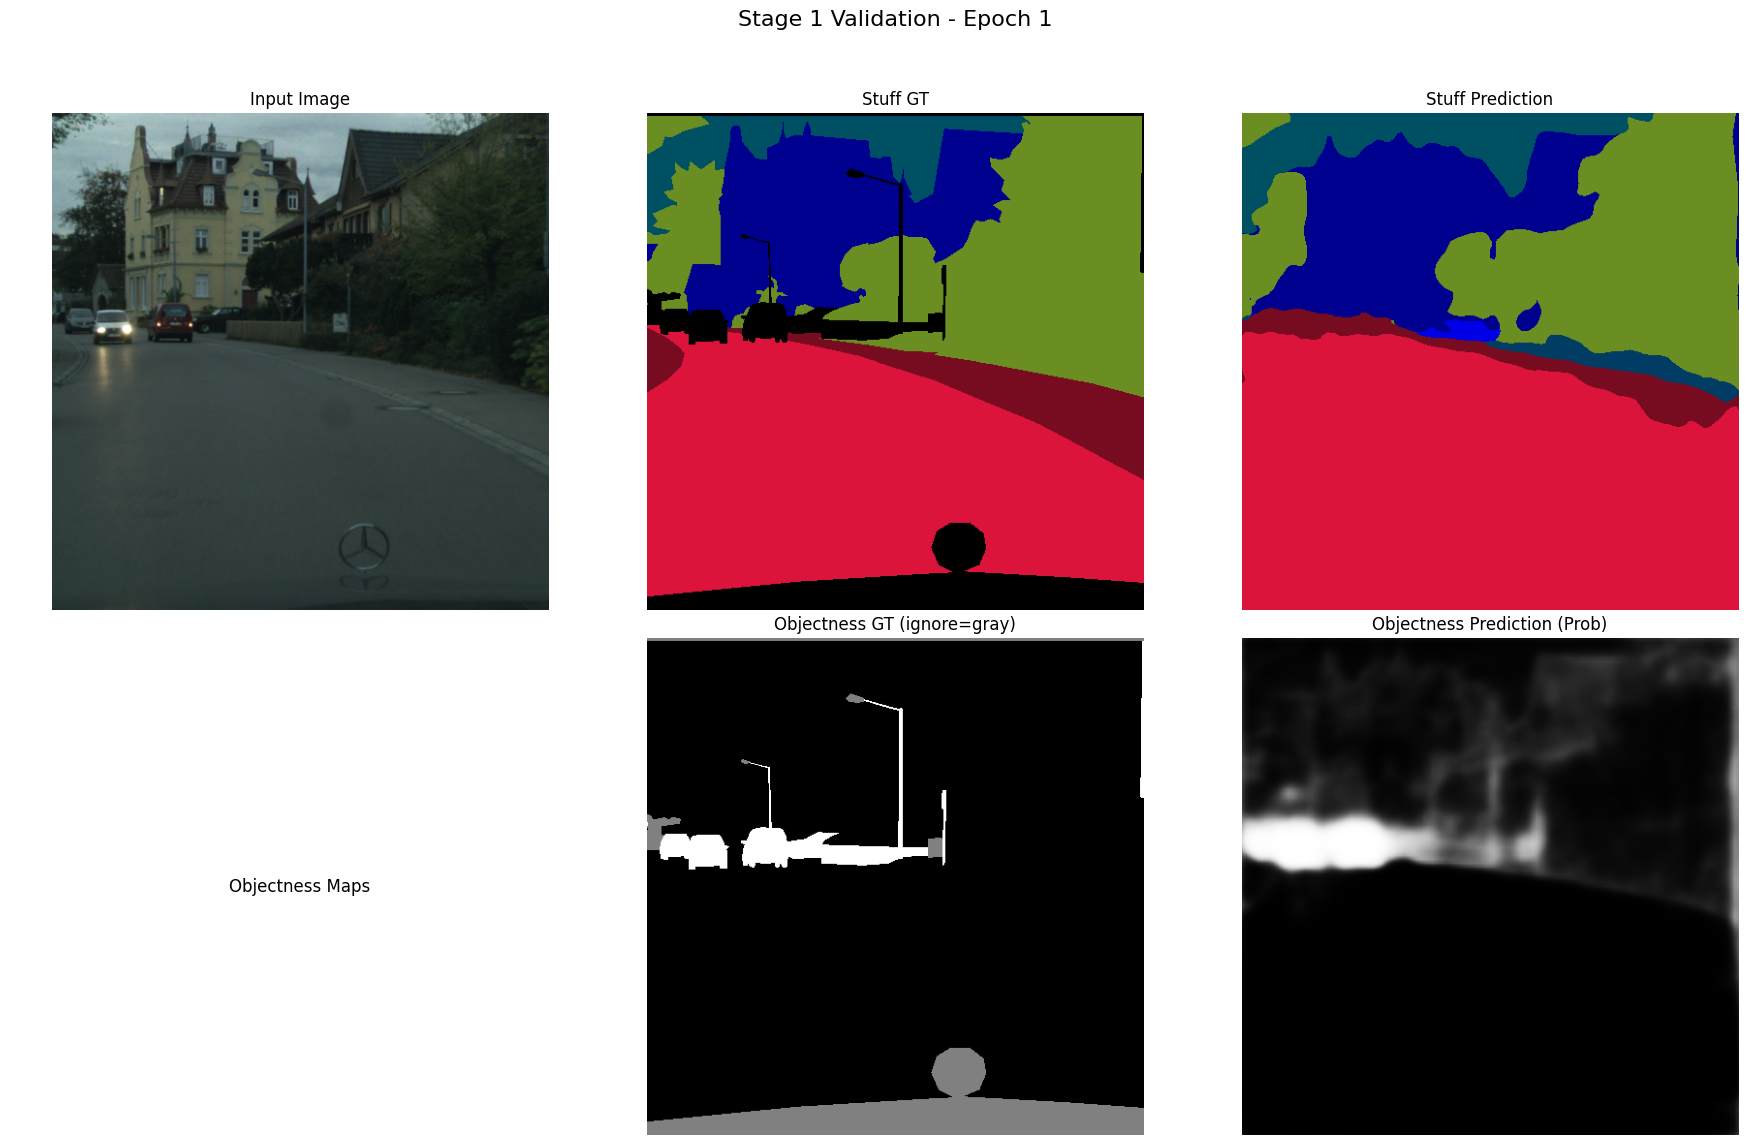 Stage 1 Validation - Epoch 1
Input Image
Stuff GT
Stuff Prediction
Objectness Maps
Objectness GT (ignore=gray)
Objectness Prediction (Prob)